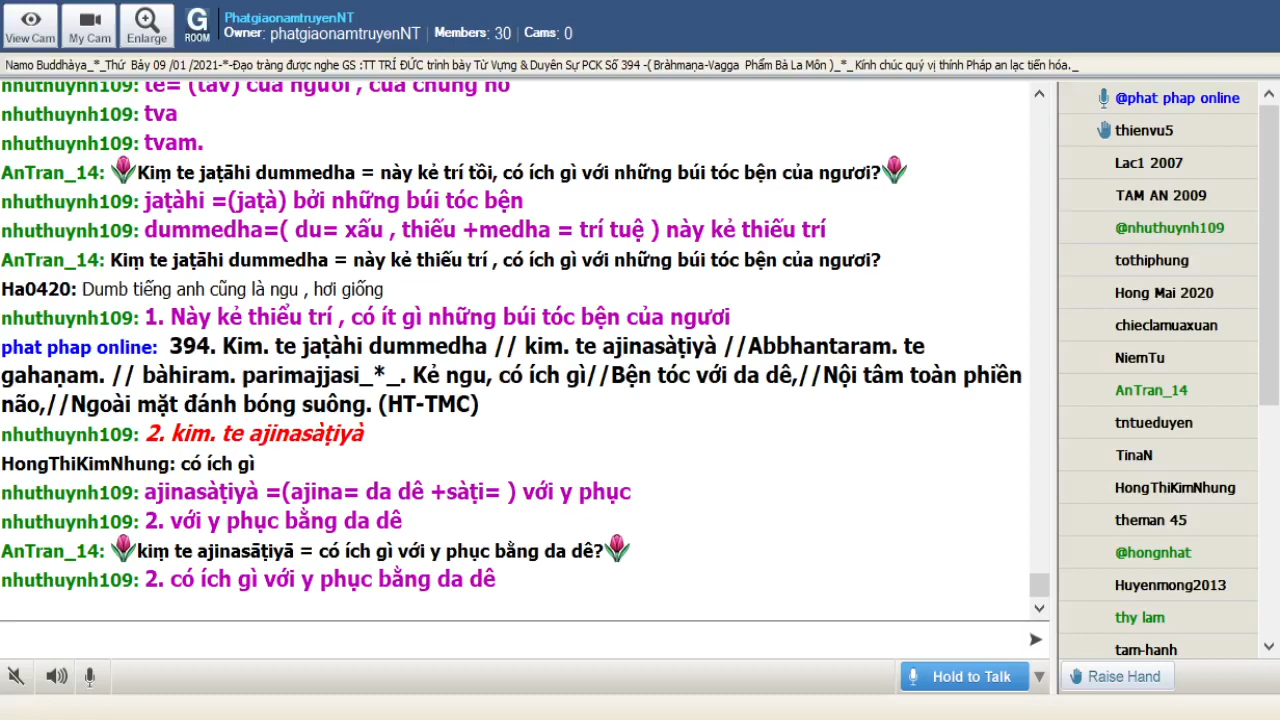 View Cam
My Cam
Enlarge
G ROOM
PhatgiaonamtruyenNT
Owner: phatgiaonamtruyenNT | Members: 30 | Cams: 0
Namo Buddhàya_*_Thứ Bảy 09 /01 /2021-*-Đạo tràng được nghe GS :TT TRÍ ĐỨC trình bày Từ Vựng & Duyên Sự PCK Số 394 -( Bràhmaṇa-Vagga Phẩm Bà La Môn )_*_ Kính chúc quý vị thính Pháp an lạc tiến hóa._
nhuthuynh109: te= (tav) của ngươi , của chúng nó
nhuthuynh109: tva
nhuthuynh109: tvam.
AnTran_14: Kiṃ te jaṭāhi dummedha = này kẻ trí tồi, có ích gì với những búi tóc bện của ngươi?
nhuthuynh109: jaṭàhi =(jaṭà) bởi những búi tóc bện
nhuthuynh109: dummedha=( du= xấu , thiếu +medha = trí tuệ ) này kẻ thiếu trí
AnTran_14: Kiṃ te jaṭāhi dummedha = này kẻ thiếu trí , có ích gì với những búi tóc bện của ngươi?
Ha0420: Dumb tiếng anh cũng là ngu , hơi giống
nhuthuynh109: 1. Này kẻ thiểu trí , có ít gì những búi tóc bện của ngươi
phat phap online: 394. Kim. te jaṭàhi dummedha // kim. te ajinasàṭiyà //Abbhantaram. te
gahaṇam. // bàhiram. parimajjasi_*_. Kẻ ngu, có ích gì//Bện tóc với da dê,//Nội tâm toàn phiền
não,//Ngoài mặt đánh bóng suông. (HT-TMC)
nhuthuynh109: 2. kim. te ajinasàṭiyà
HongThiKimNhung: có ích gì
nhuthuynh109: ajinasàṭiyà =(ajina= da dê +sàṭi= ) với y phục
nhuthuynh109: 2. với y phục bằng da dê
AnTran_14: kiṃ te ajinasāṭiyā = có ích gì với y phục bằng da dê?
nhuthuynh109: 2. có ích gì với y phục bằng da dê
Hold to Talk
@phat phap online
thienvu5
Lac1 2007
TAM AN 2009
@nhuthuynh109
tothiphung
Hong Mai 2020
chieclamuaxuan
NiemTu
AnTran_14
tntueduyen
TinaN
HongThiKimNhung
theman 45
@hongnhat
Huyenmong2013
thy lam
tam-hanh
Raise Hand